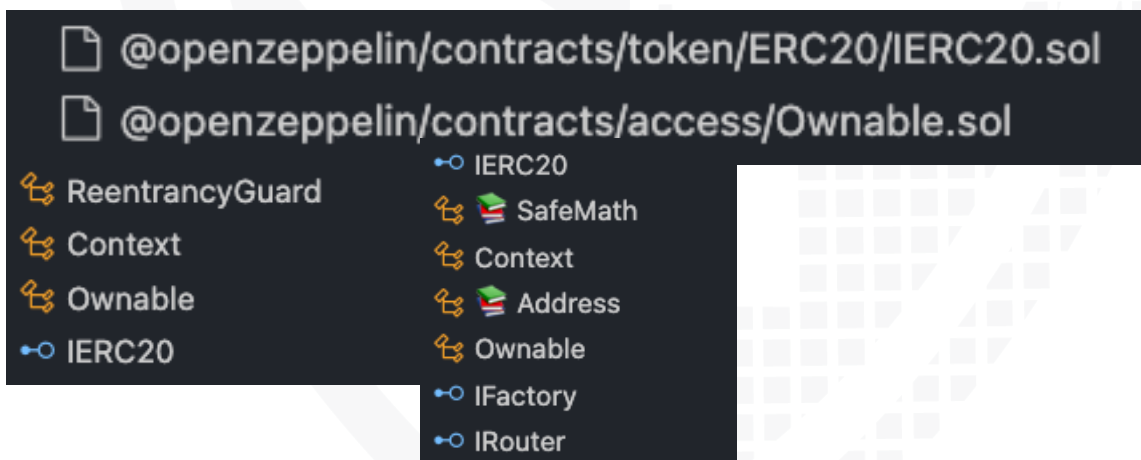 @openzeppelin/contracts/token/ERC20/IERC20.sol
@openzeppelin/contracts/access/Ownable.sol
ReentrancyGuard
Context
Ownable
IERC20
IERC20
SafeMath
Context
Address
Ownable
IFactory
IRouter